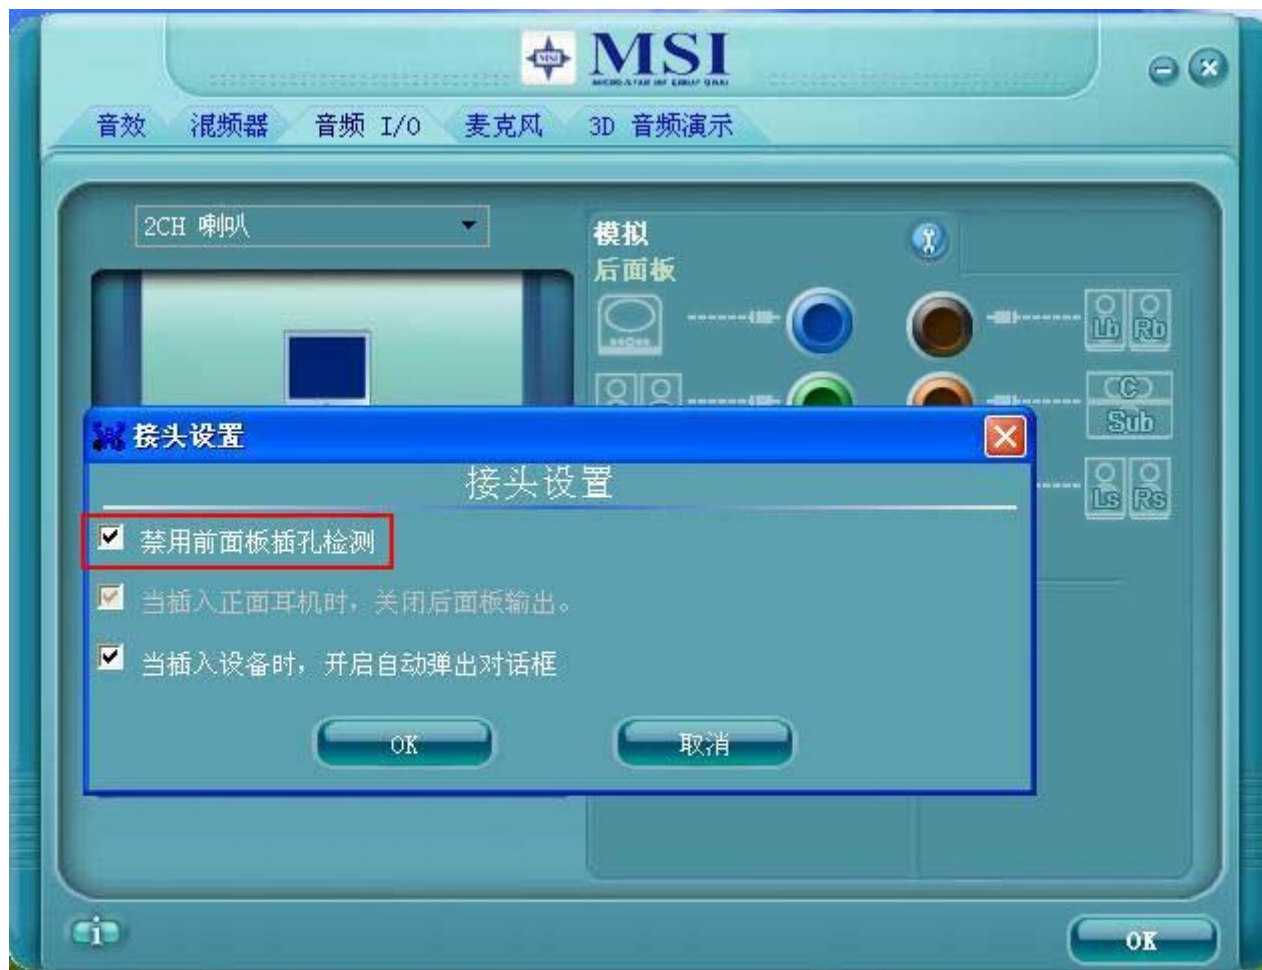 MSI
音效 混频器 音频 I/O 麦克风 3D 音频演示
2CH 喇叭
模拟
后面板
Lb Rb
C
Sub
Ls Rs
接头设置
接头设置
禁用前面板插孔检测
当插入正面耳机时，关闭后面板输出。
当插入设备时，开启自动弹出对话框
OK 取消
i
OK